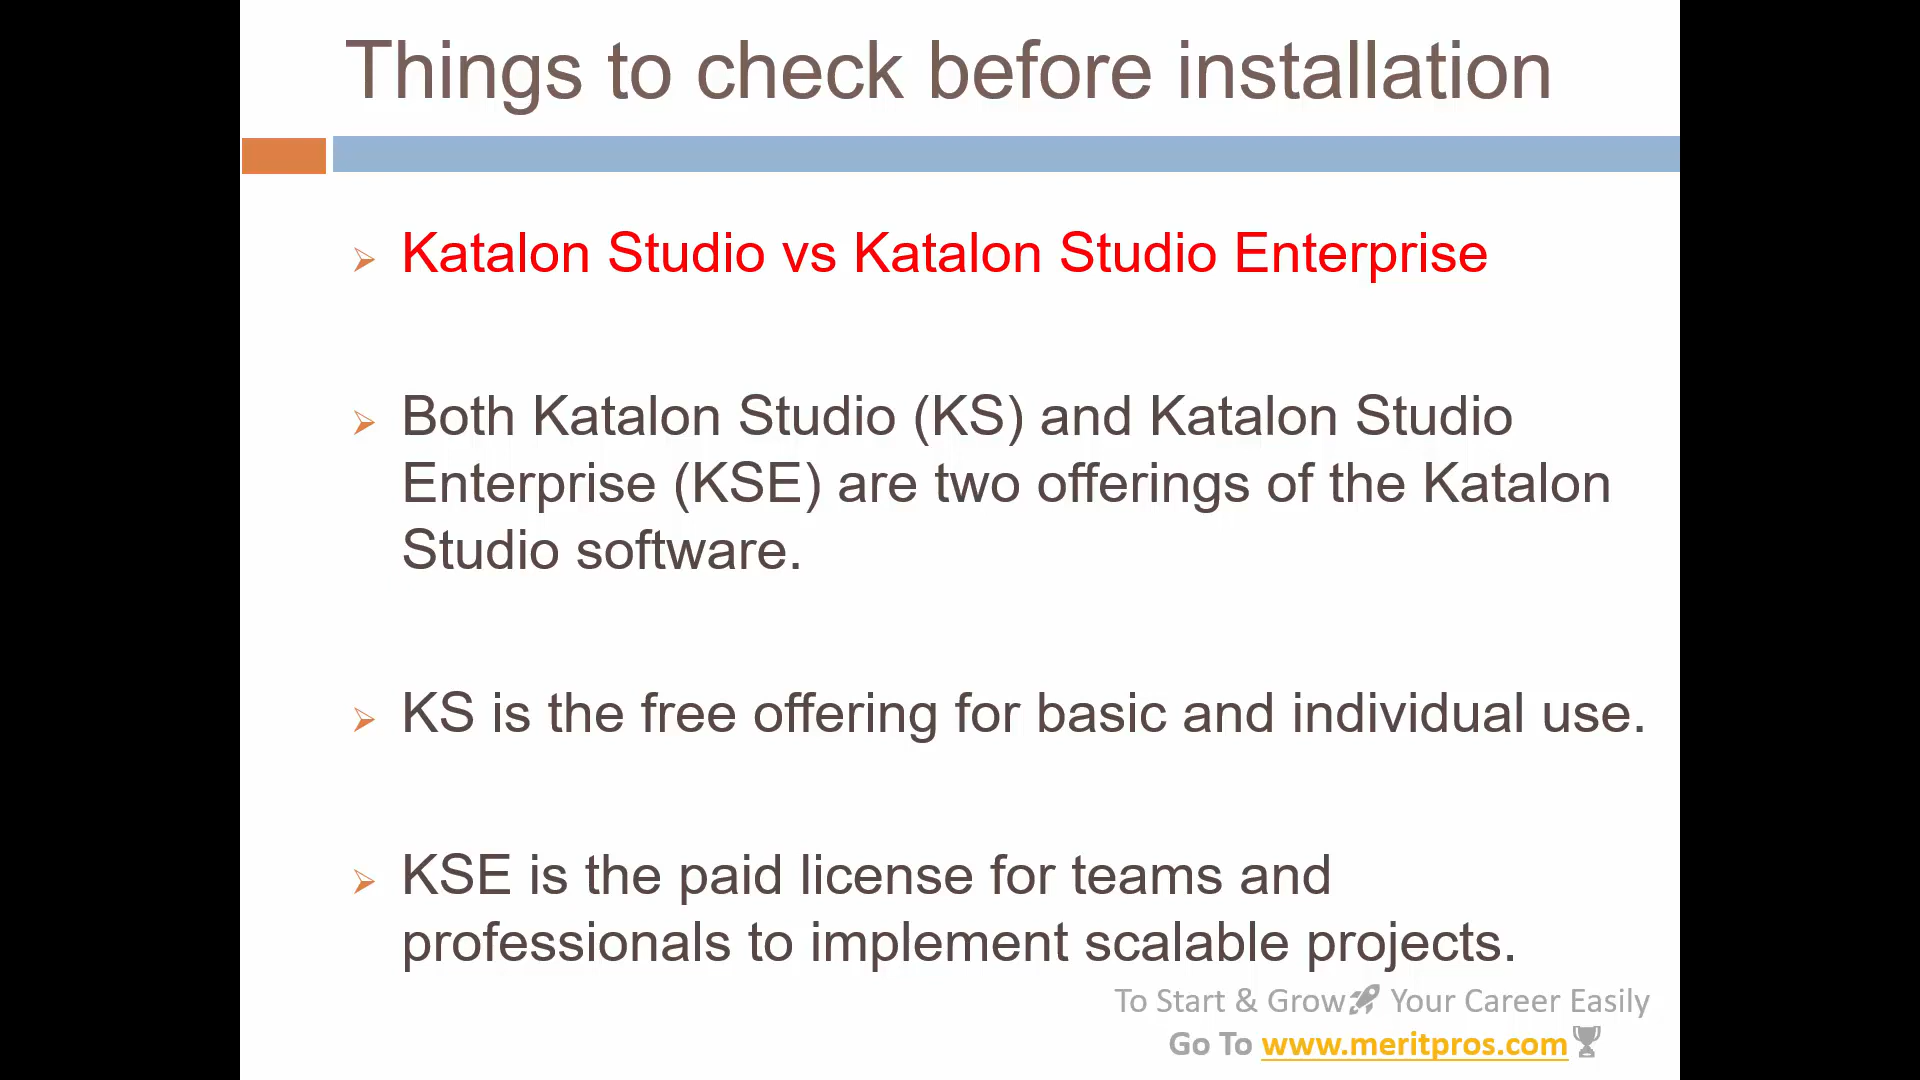 Things to check before installation
Katalon Studio vs Katalon Studio Enterprise
Both Katalon Studio (KS) and Katalon Studio
Enterprise (KSE) are two offerings of the Katalon
Studio software.
KS is the free offering for basic and individual use.
KSE is the paid license for teams and
professionals to implement scalable projects.
To Start & Grow Your Career Easily
Go To www.meritpros.com